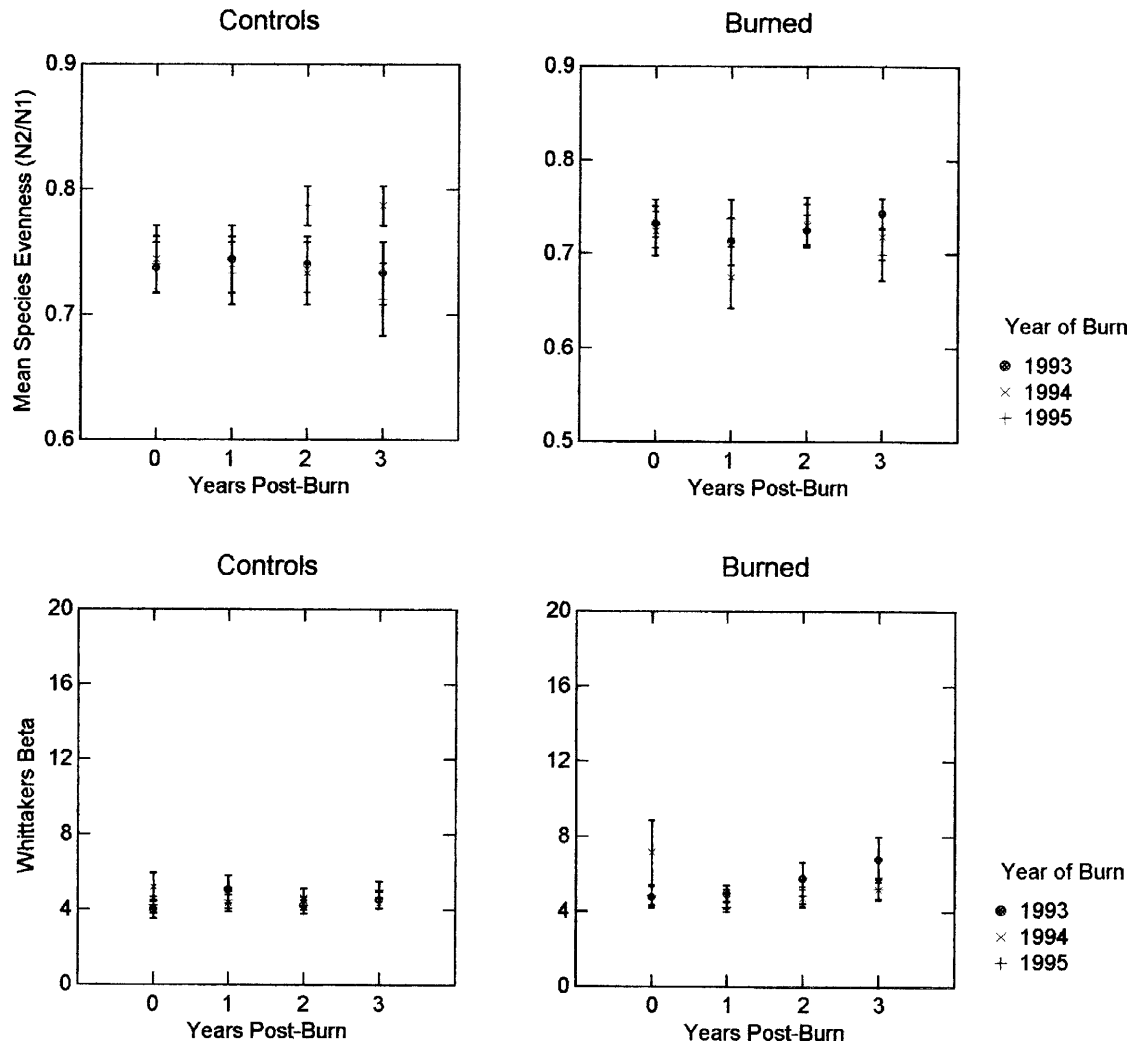 Controls
Burned
Mean Species Evenness (N2/N1)
0.9
0.8
0.7
0.6
0 1 2 3
Years Post-Burn
0.9
0.8
0.7
0.6
0.5
0 1 2 3
Years Post-Burn
Year of Burn
1993
1994
1995
Controls
Burned
Whittakers Beta
20
16
12
8
4
0
0 1 2 3
Years Post-Burn
20
16
12
8
4
0
0 1 2 3
Years Post-Burn
Year of Burn
1993
1994
1995